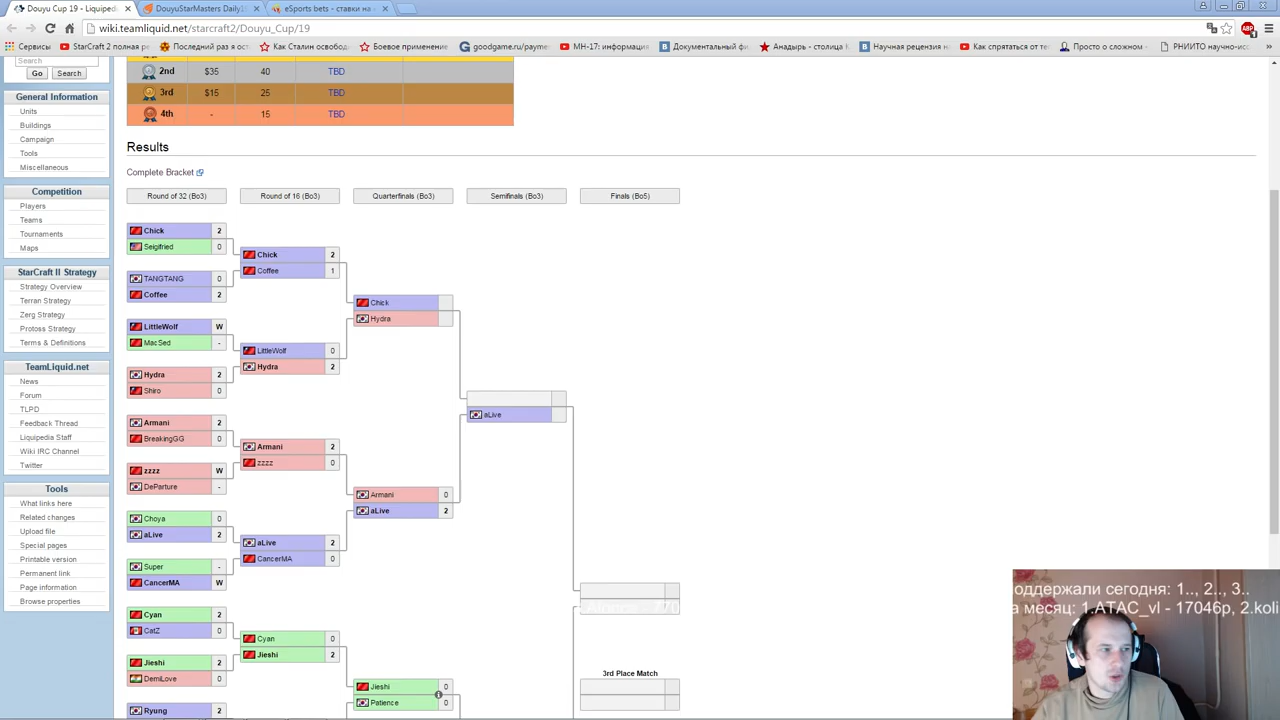 Douyu Cup 19 - Liquipedi
DouyuStarMasters Daily
eSports bets - ставки на
wiki.teamliquid.net/starcraft2/Douyu_Cup/19
Сервисы
StarCraft 2 полная ре
Последний раз я ос
Как Сталин освобод
Боевое применение
goodgame.ru/payme
МН-17: информаци
Документальный фи
Анадырь - столица
Научная рецензия н
Как спрятаться от те
Просто о сложном -
РНИИТО научно-исс
Search
Go
Search
General Information
Units
Buildings
Campaign
Tools
Miscellaneous
Competition
Players
Teams
Tournaments
Maps
StarCraft II Strategy
Strategy Overview
Terran Strategy
Zerg Strategy
Protoss Strategy
Terms & Definitions
TeamLiquid.net
News
Forum
TLPD
Feedback Thread
Liquipedia Staff
Wiki IRC Channel
Twitter
Tools
What links here
Related changes
Upload file
Special pages
Printable version
Permanent link
Page information
Browse properties
2nd $35 40 TBD
3rd $15 25 TBD
4th - 15 TBD
Results
Complete Bracket
Round of 32 (Bo3)
Round of 16 (Bo3)
Quarterfinals (Bo3)
Semifinals (Bo3)
Finals (Bo5)
Chick 2
Seigifried 0
TANGTANG 0
Coffee 2
LittleWolf W
MacSed -
Hydra 2
Shiro 0
Armani 2
BreakingGG 0
zzzz W
DeParture -
Choya 0
aLive 2
Super -
CancerMA W
Cyan 2
CatZ 0
Jieshi 2
DemiLove 0
Ryung 2
Chick 2
Coffee 1
LittleWolf 0
Hydra 2
Armani 2
zzzz 0
aLive 2
CancerMA 0
Cyan 0
Jieshi 2
Chick
Hydra
Armani 0
aLive 2
Jieshi 0
Patience 0
aLive
3rd Place Match
оддержали сегодня: 1.., 2.., 3..
а месяц: 1.ATAC_vl - 17046р, 2.koli